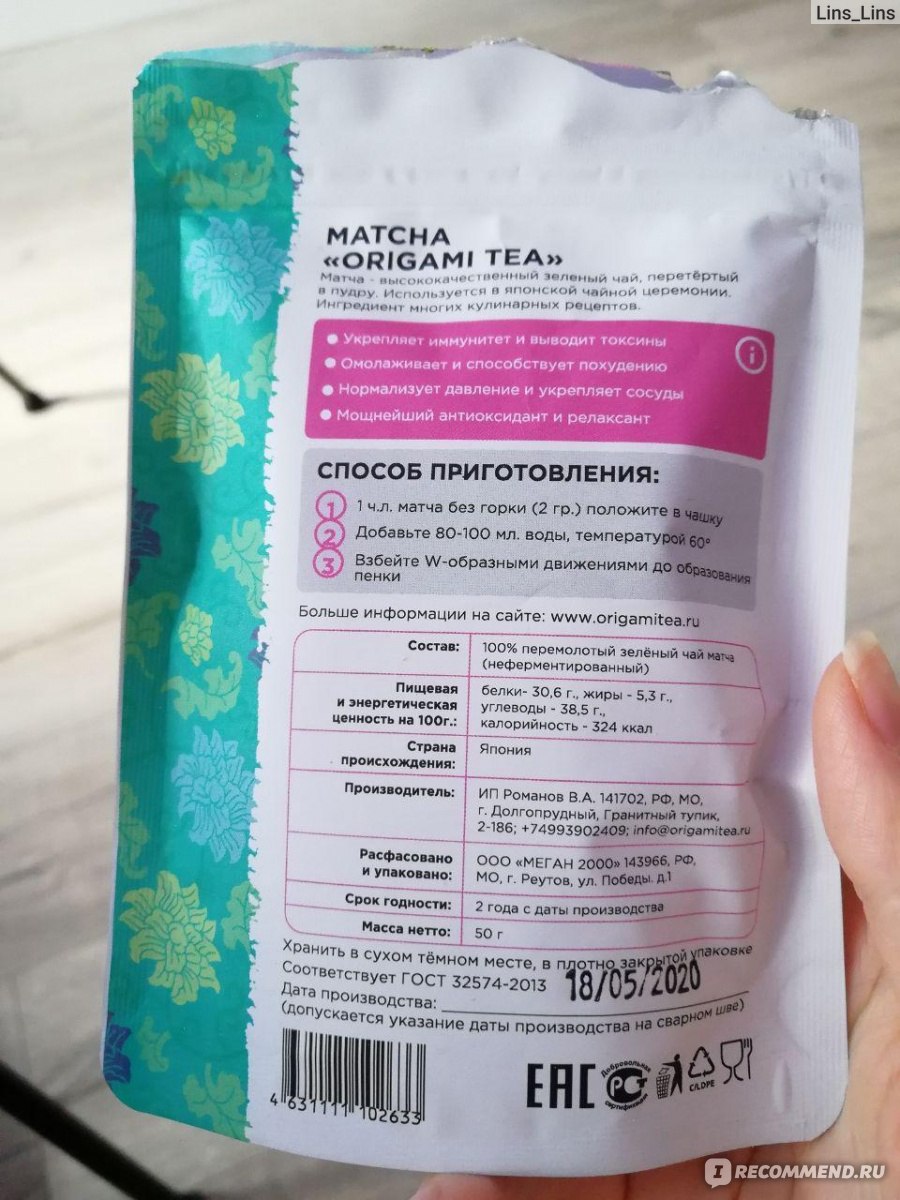 Lins_Lins
MATCHA
«ORIGAMI TEA»
Матча - высококачественный зеленый чай, перетёртый
в пудру. Используется в японской чайной церемонии.
Ингредиент многих кулинарных рецептов.
Укрепляет иммунитет и выводит токсины
Омолаживает и способствует похудению
Нормализует давление и укрепляет сосуды
Мощнейший антиоксидант и релаксант
i
СПОСОБ ПРИГОТОВЛЕНИЯ:
1 1 ч.л. матча без горки (2 гр.) положите в чашку
2 Добавьте 80-100 мл. воды, температурой 60°
3 Взбейте W-образными движениями до образования
пенки
Больше информации на сайте: www.origamitea.ru
Состав: 100% перемолотый зелёный чай матча
(неферментированный)
Пищевая
и энергетическая
ценность на 100г.:
белки- 30,6 г., жиры - 5,3 г.,
углеводы - 38,5 г.,
калорийность - 324 ккал
Страна
происхождения:
Япония
Производитель:
ИП Романов В.А. 141702, РФ, МО,
г. Долгопрудный, Гранитный тупик,
2-186; +74993902409; info@origamitea.ru
Расфасовано
и упаковано:
ООО «МЕГАН 2000» 143966, РФ,
МО, г. Реутов, ул. Победы. д.1
Срок годности: 2 года с даты производства
Масса нетто: 50 г
Хранить в сухом тёмном месте, в плотно закрытой упаковке
Соответствует ГОСТ 32574-2013
18/05/2020
Дата производства:
(допускается указание даты производства на сварном шве)
4 631111 102633
EAC
Добровольная
РСТ
сертификация
C/LDPE
IRECOMMEND.RU